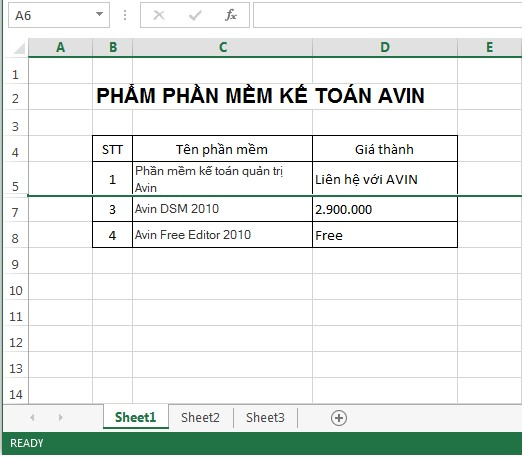 A6
fx
A B C D E
1
2 PHẦM PHẦN MỀM KẾ TOÁN AVIN
3
4 STT Tên phần mềm Giá thành
Phần mềm kế toán quản trị
5 1 Avin Liên hệ với AVIN
7 3 Avin DSM 2010 2.900.000
8 4 Avin Free Editor 2010 Free
9
10
11
12
13
14
Sheet1 Sheet2 Sheet3
READY